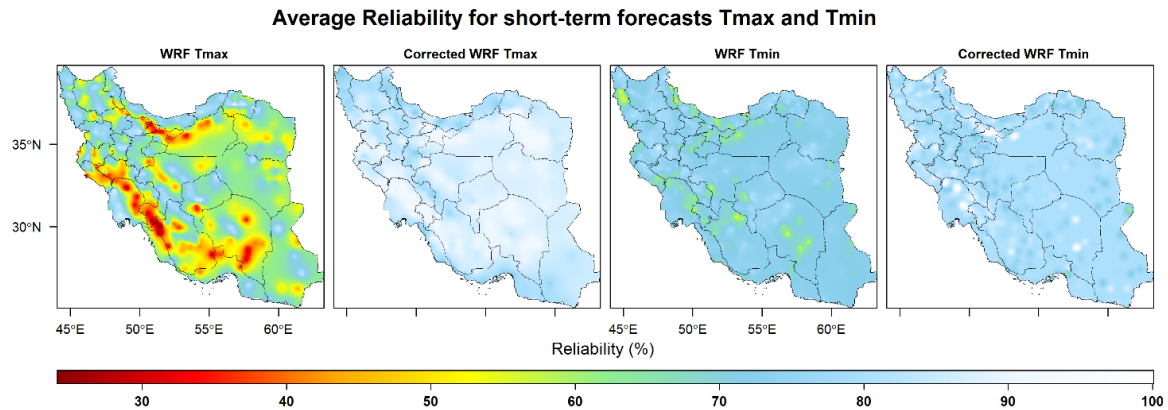 Average Reliability for short-term forecasts Tmax and Tmin
WRF Tmax Corrected WRF Tmax WRF Tmin Corrected WRF Tmin
35°N
30°N
45°E 50°E 55°E 60°E 45°E 50°E 55°E 60°E
Reliability (%)
30 40 50 60 70 80 90 100